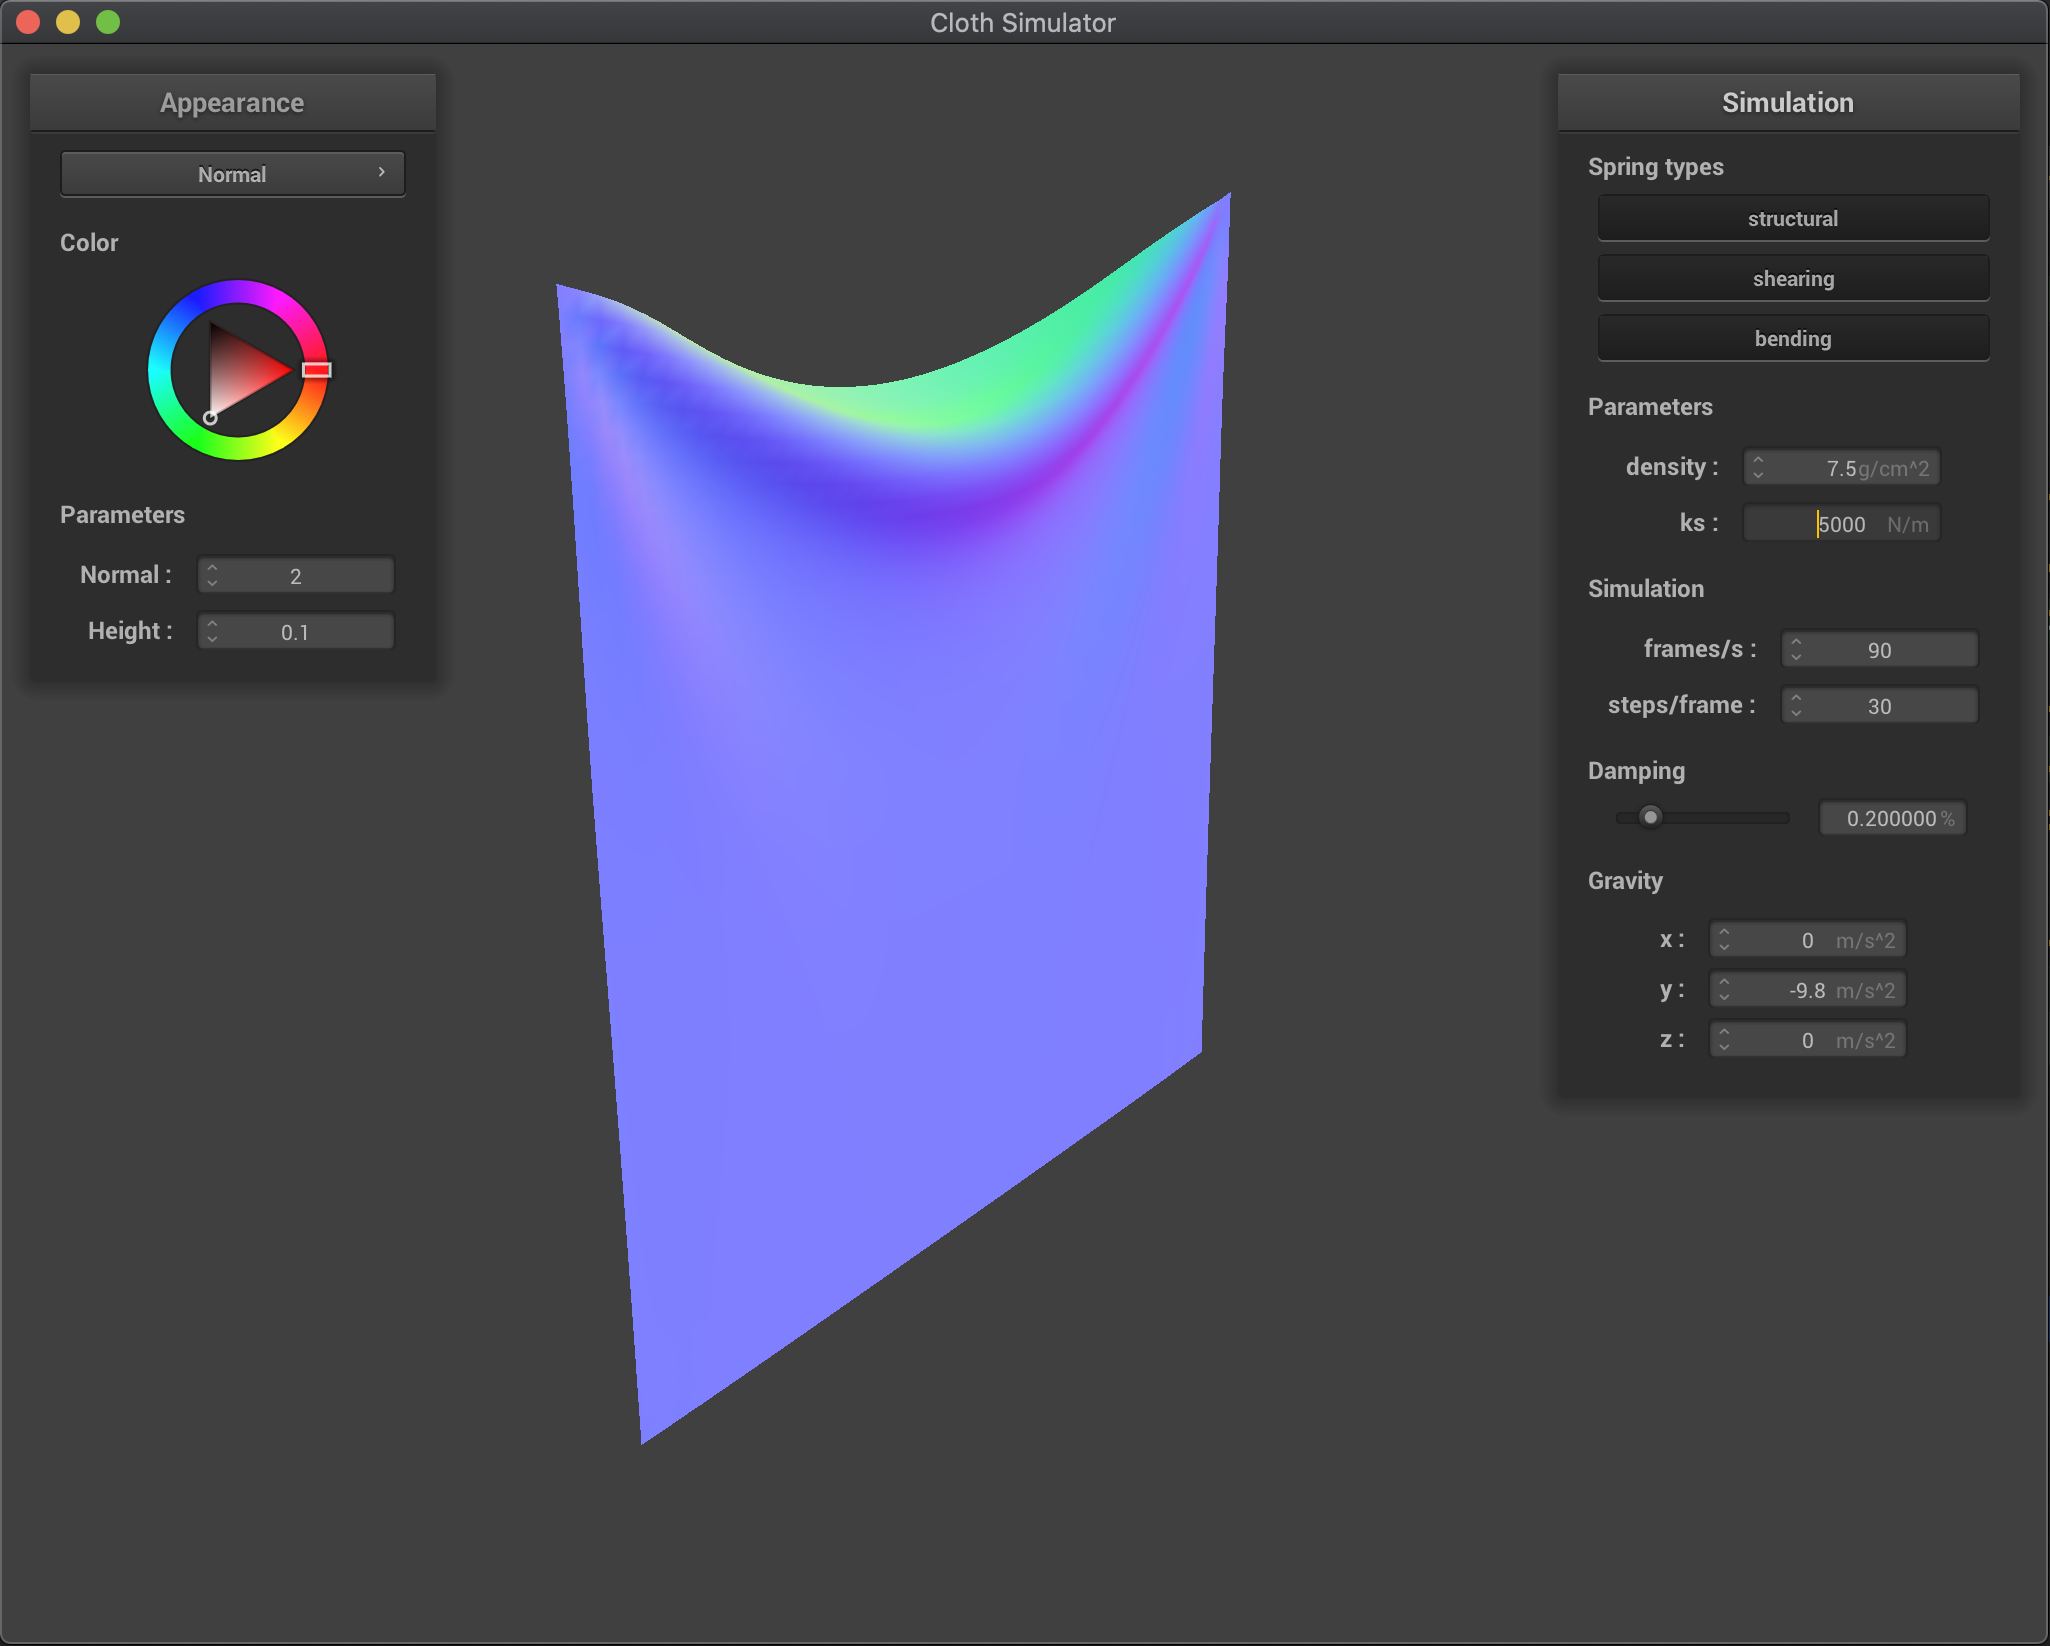 Cloth Simulator
Appearance
Normal
Color
Parameters
Normal : 2
Height : 0.1
Simulation
Spring types
structural
shearing
bending
Parameters
density : 7.5 g/cm^2
ks : 5000 N/m
Simulation
frames/s : 90
steps/frame : 30
Damping
0.200000 %
Gravity
x : 0 m/s^2
y : -9.8 m/s^2
z : 0 m/s^2